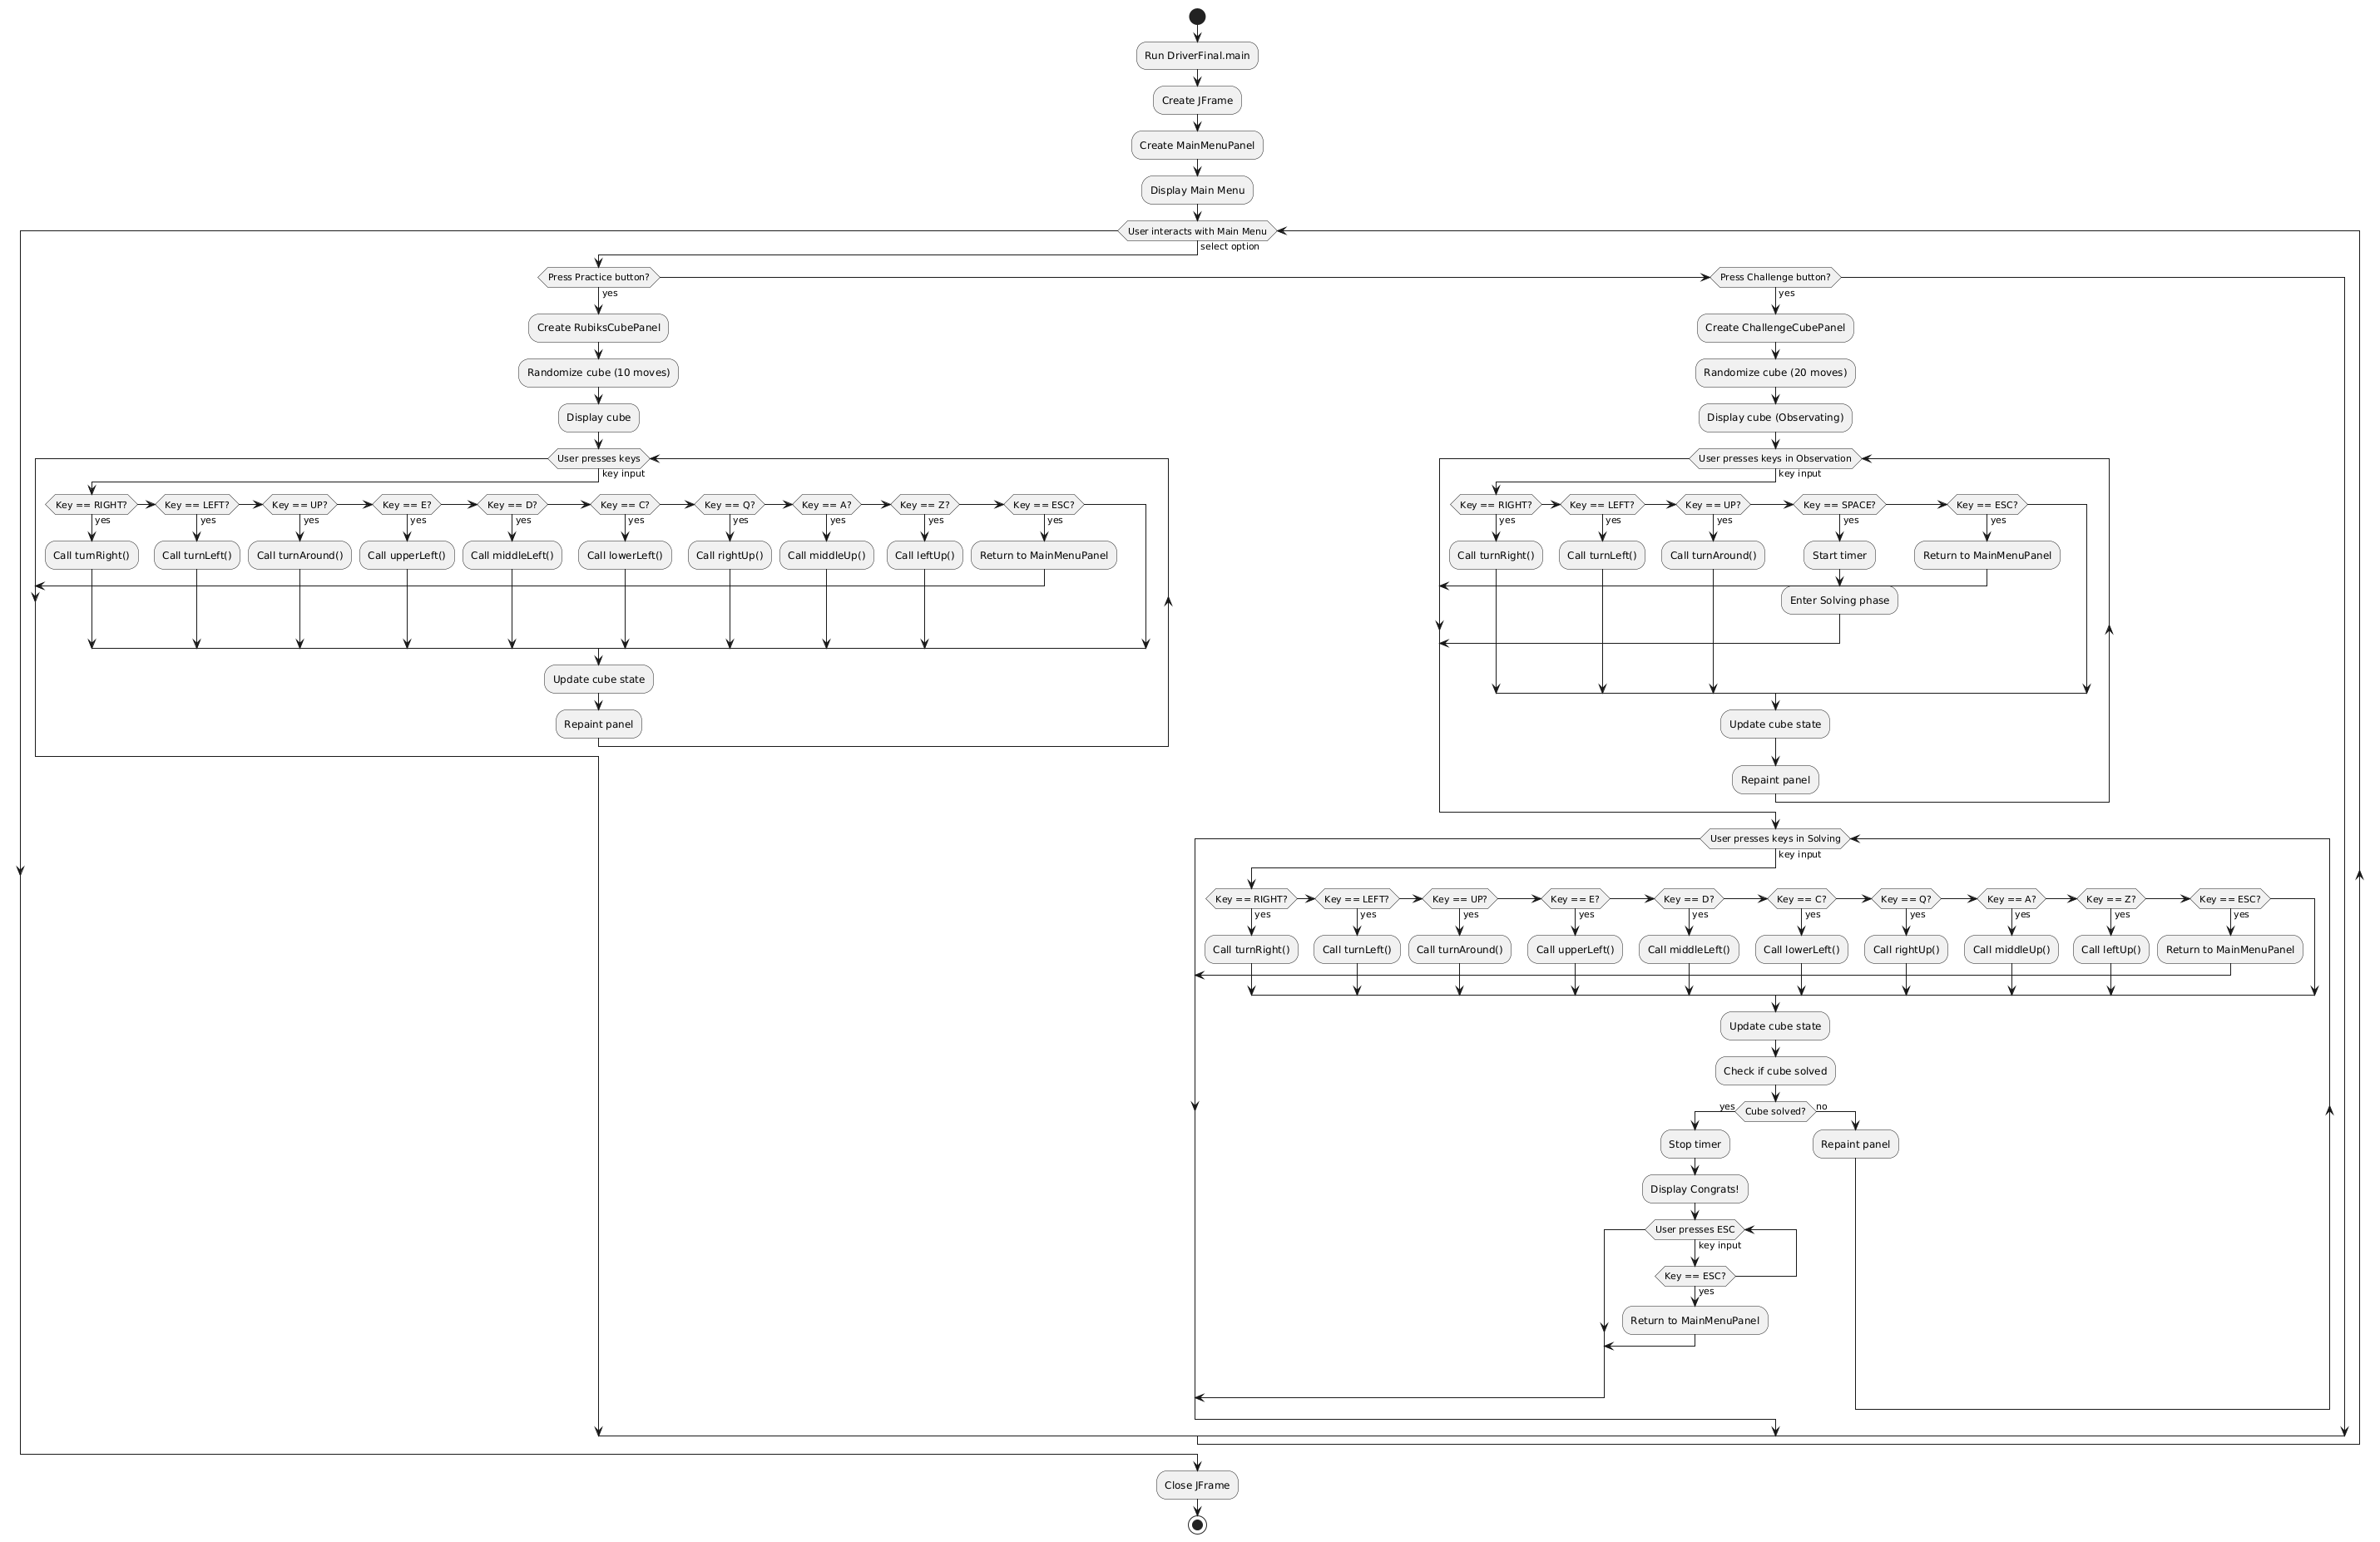 Run DriverFinal.main
Create JFrame
Create MainMenuPanel
Display Main Menu
User interacts with Main Menu
select option
Press Practice button?
yes
Create RubiksCubePanel
Randomize cube (10 moves)
Display cube
User presses keys
key input
Key == RIGHT?
yes
Call turnRight()
Key == LEFT?
yes
Call turnLeft()
Key == UP?
yes
Call turnAround()
Key == E?
yes
Call upperLeft()
Key == D?
yes
Call middleLeft()
Key == C?
yes
Call lowerLeft()
Key == Q?
yes
Call rightUp()
Key == A?
yes
Call middleUp()
Key == Z?
yes
Call leftUp()
Key == ESC?
yes
Return to MainMenuPanel
Update cube state
Repaint panel
Press Challenge button?
yes
Create ChallengeCubePanel
Randomize cube (20 moves)
Display cube (Observating)
User presses keys in Observation
key input
Key == RIGHT?
yes
Call turnRight()
Key == LEFT?
yes
Call turnLeft()
Key == UP?
yes
Call turnAround()
Key == SPACE?
yes
Start timer
Enter Solving phase
Key == ESC?
yes
Return to MainMenuPanel
Update cube state
Repaint panel
User presses keys in Solving
key input
Key == RIGHT?
yes
Call turnRight()
Key == LEFT?
yes
Call turnLeft()
Key == UP?
yes
Call turnAround()
Key == E?
yes
Call upperLeft()
Key == D?
yes
Call middleLeft()
Key == C?
yes
Call lowerLeft()
Key == Q?
yes
Call rightUp()
Key == A?
yes
Call middleUp()
Key == Z?
yes
Call leftUp()
Key == ESC?
yes
Return to MainMenuPanel
Update cube state
Check if cube solved
Cube solved?
yes
no
Stop timer
Repaint panel
Display Congrats!
User presses ESC
key input
Key == ESC?
yes
Return to MainMenuPanel
Close JFrame